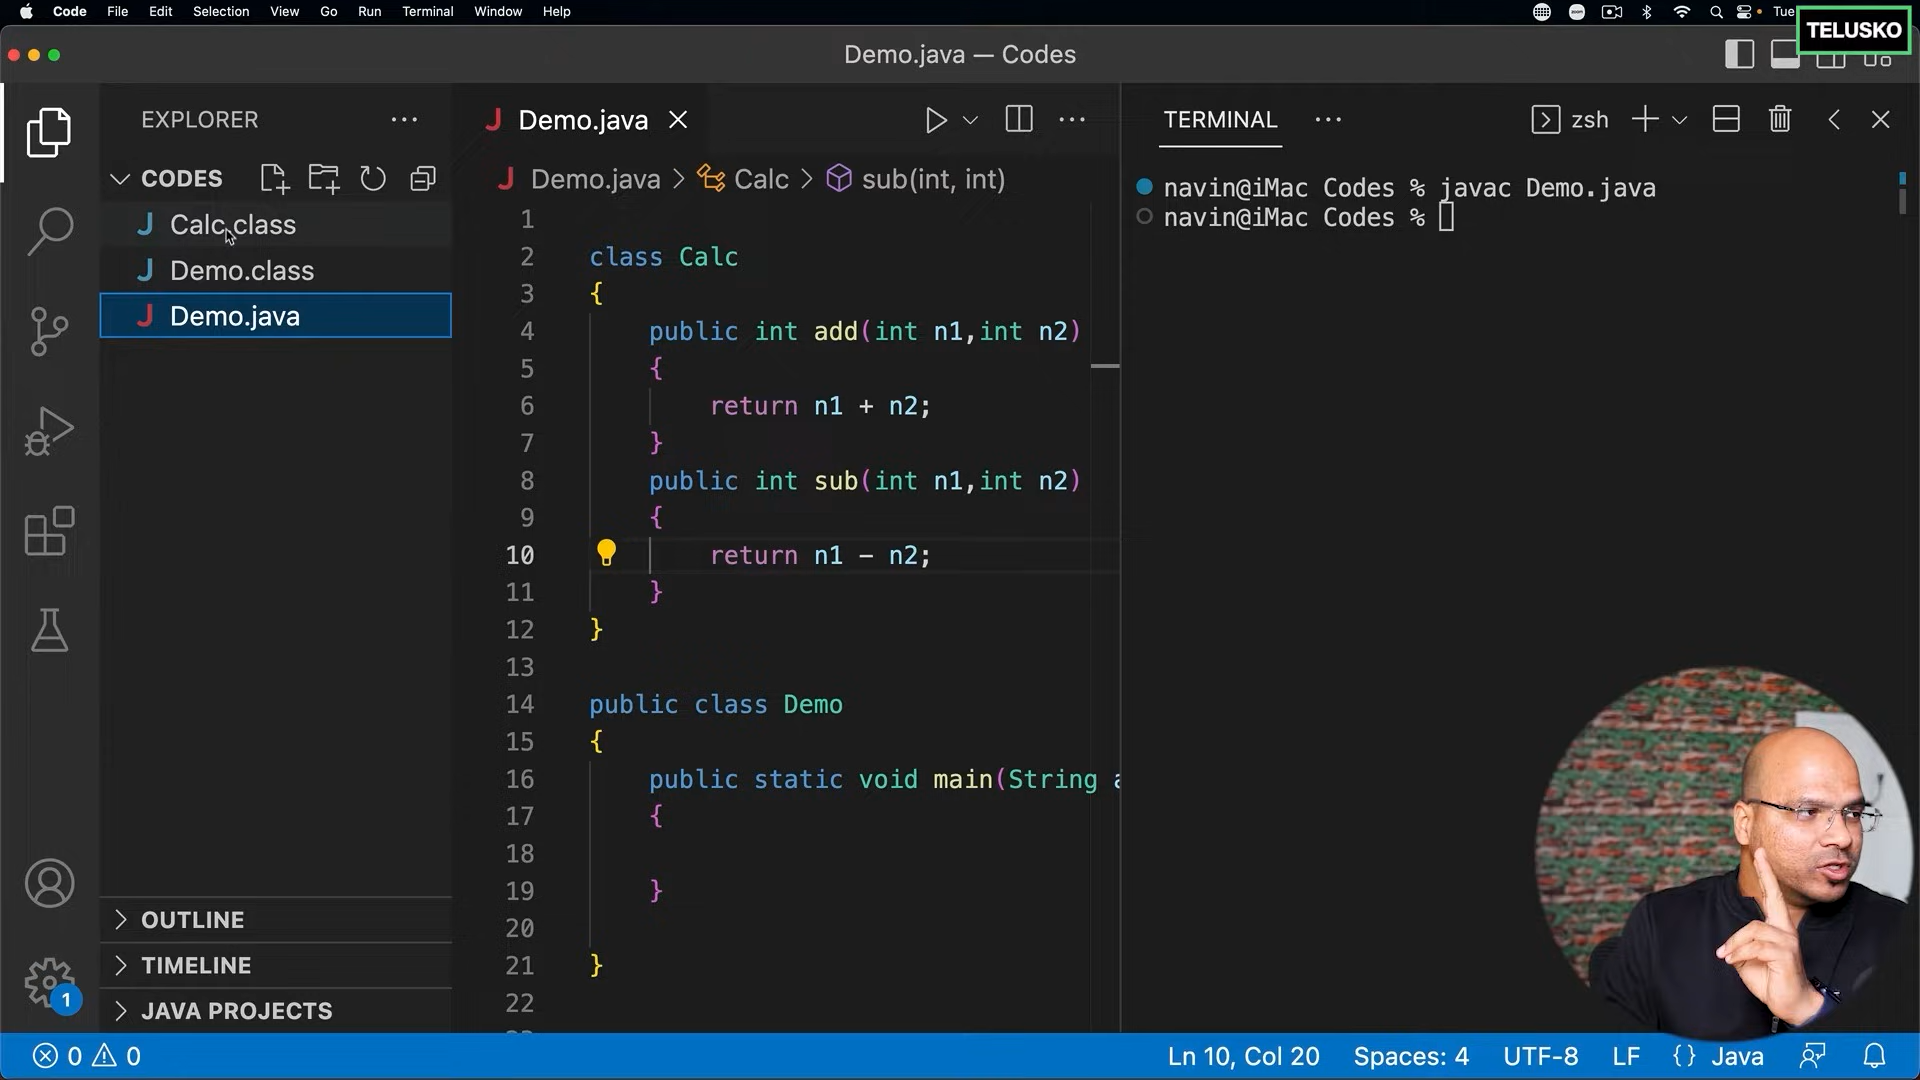 Code File Edit Selection View Go Run Terminal Window Help
Tue
TELUSKO
Demo.java — Codes
EXPLORER
CODES
Calc.class
Demo.class
Demo.java
OUTLINE
TIMELINE
JAVA PROJECTS
1
Demo.java
Demo.java > Calc > sub(int, int)
1
2 class Calc
3 {
4 public int add(int n1,int n2)
5 {
6 return n1 + n2;
7 }
8 public int sub(int n1,int n2)
9 {
10 return n1 - n2;
11 }
12 }
13
14 public class Demo
15 {
16 public static void main(String a
17 {
18
19 }
20
21 }
22
TERMINAL
zsh
navin@iMac Codes % javac Demo.java
navin@iMac Codes %
0 0
Ln 10, Col 20 Spaces: 4 UTF-8 LF {} Java